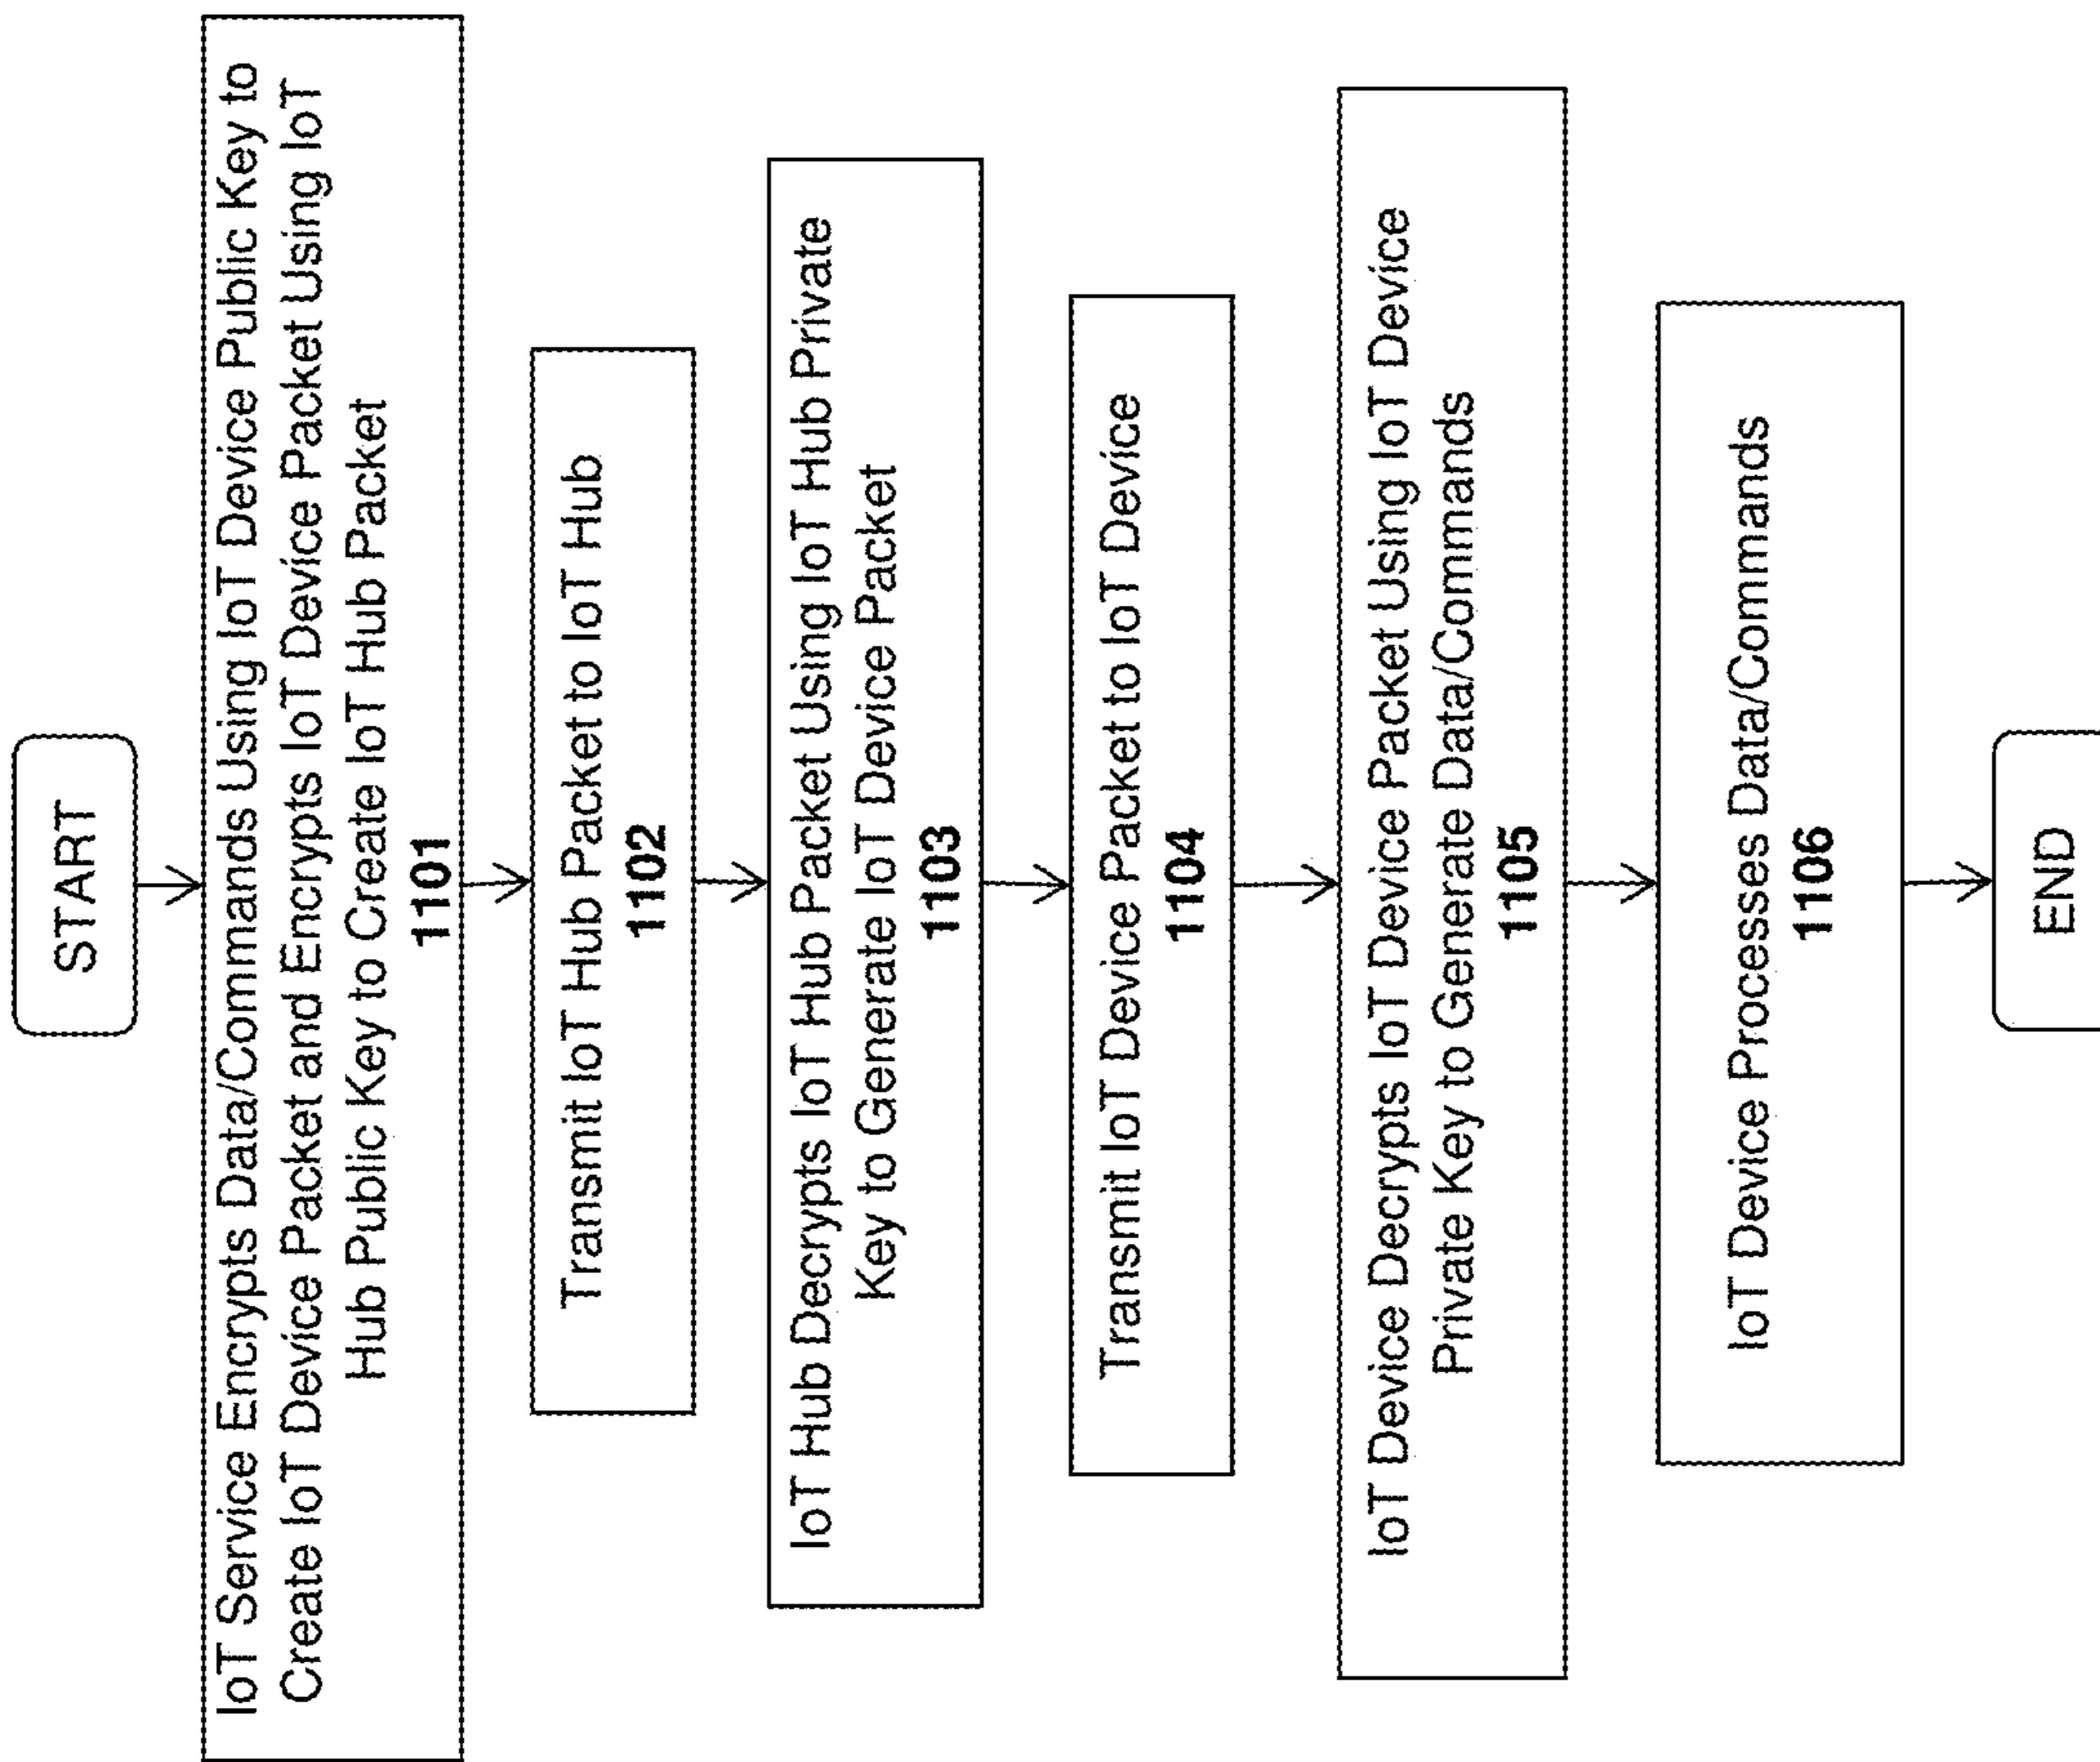 START
IoT Service Encrypts Data/Commands Using IoT Device Public Key to
Create IoT Device Packet and Encrypts IoT Device Packet Using IoT
Hub Public Key to Create IoT Hub Packet
1101
Transmit IoT Hub Packet to IoT Hub
1102
IoT Hub Decrypts IoT Hub Packet Using IoT Hub Private
Key to Generate IoT Device Packet
1103
Transmit IoT Device Packet to IoT Device
1104
IoT Device Decrypts IoT Device Packet Using IoT Device
Private Key to Generate Data/Commands
1105
IoT Device Processes Data/Commands
1106
END